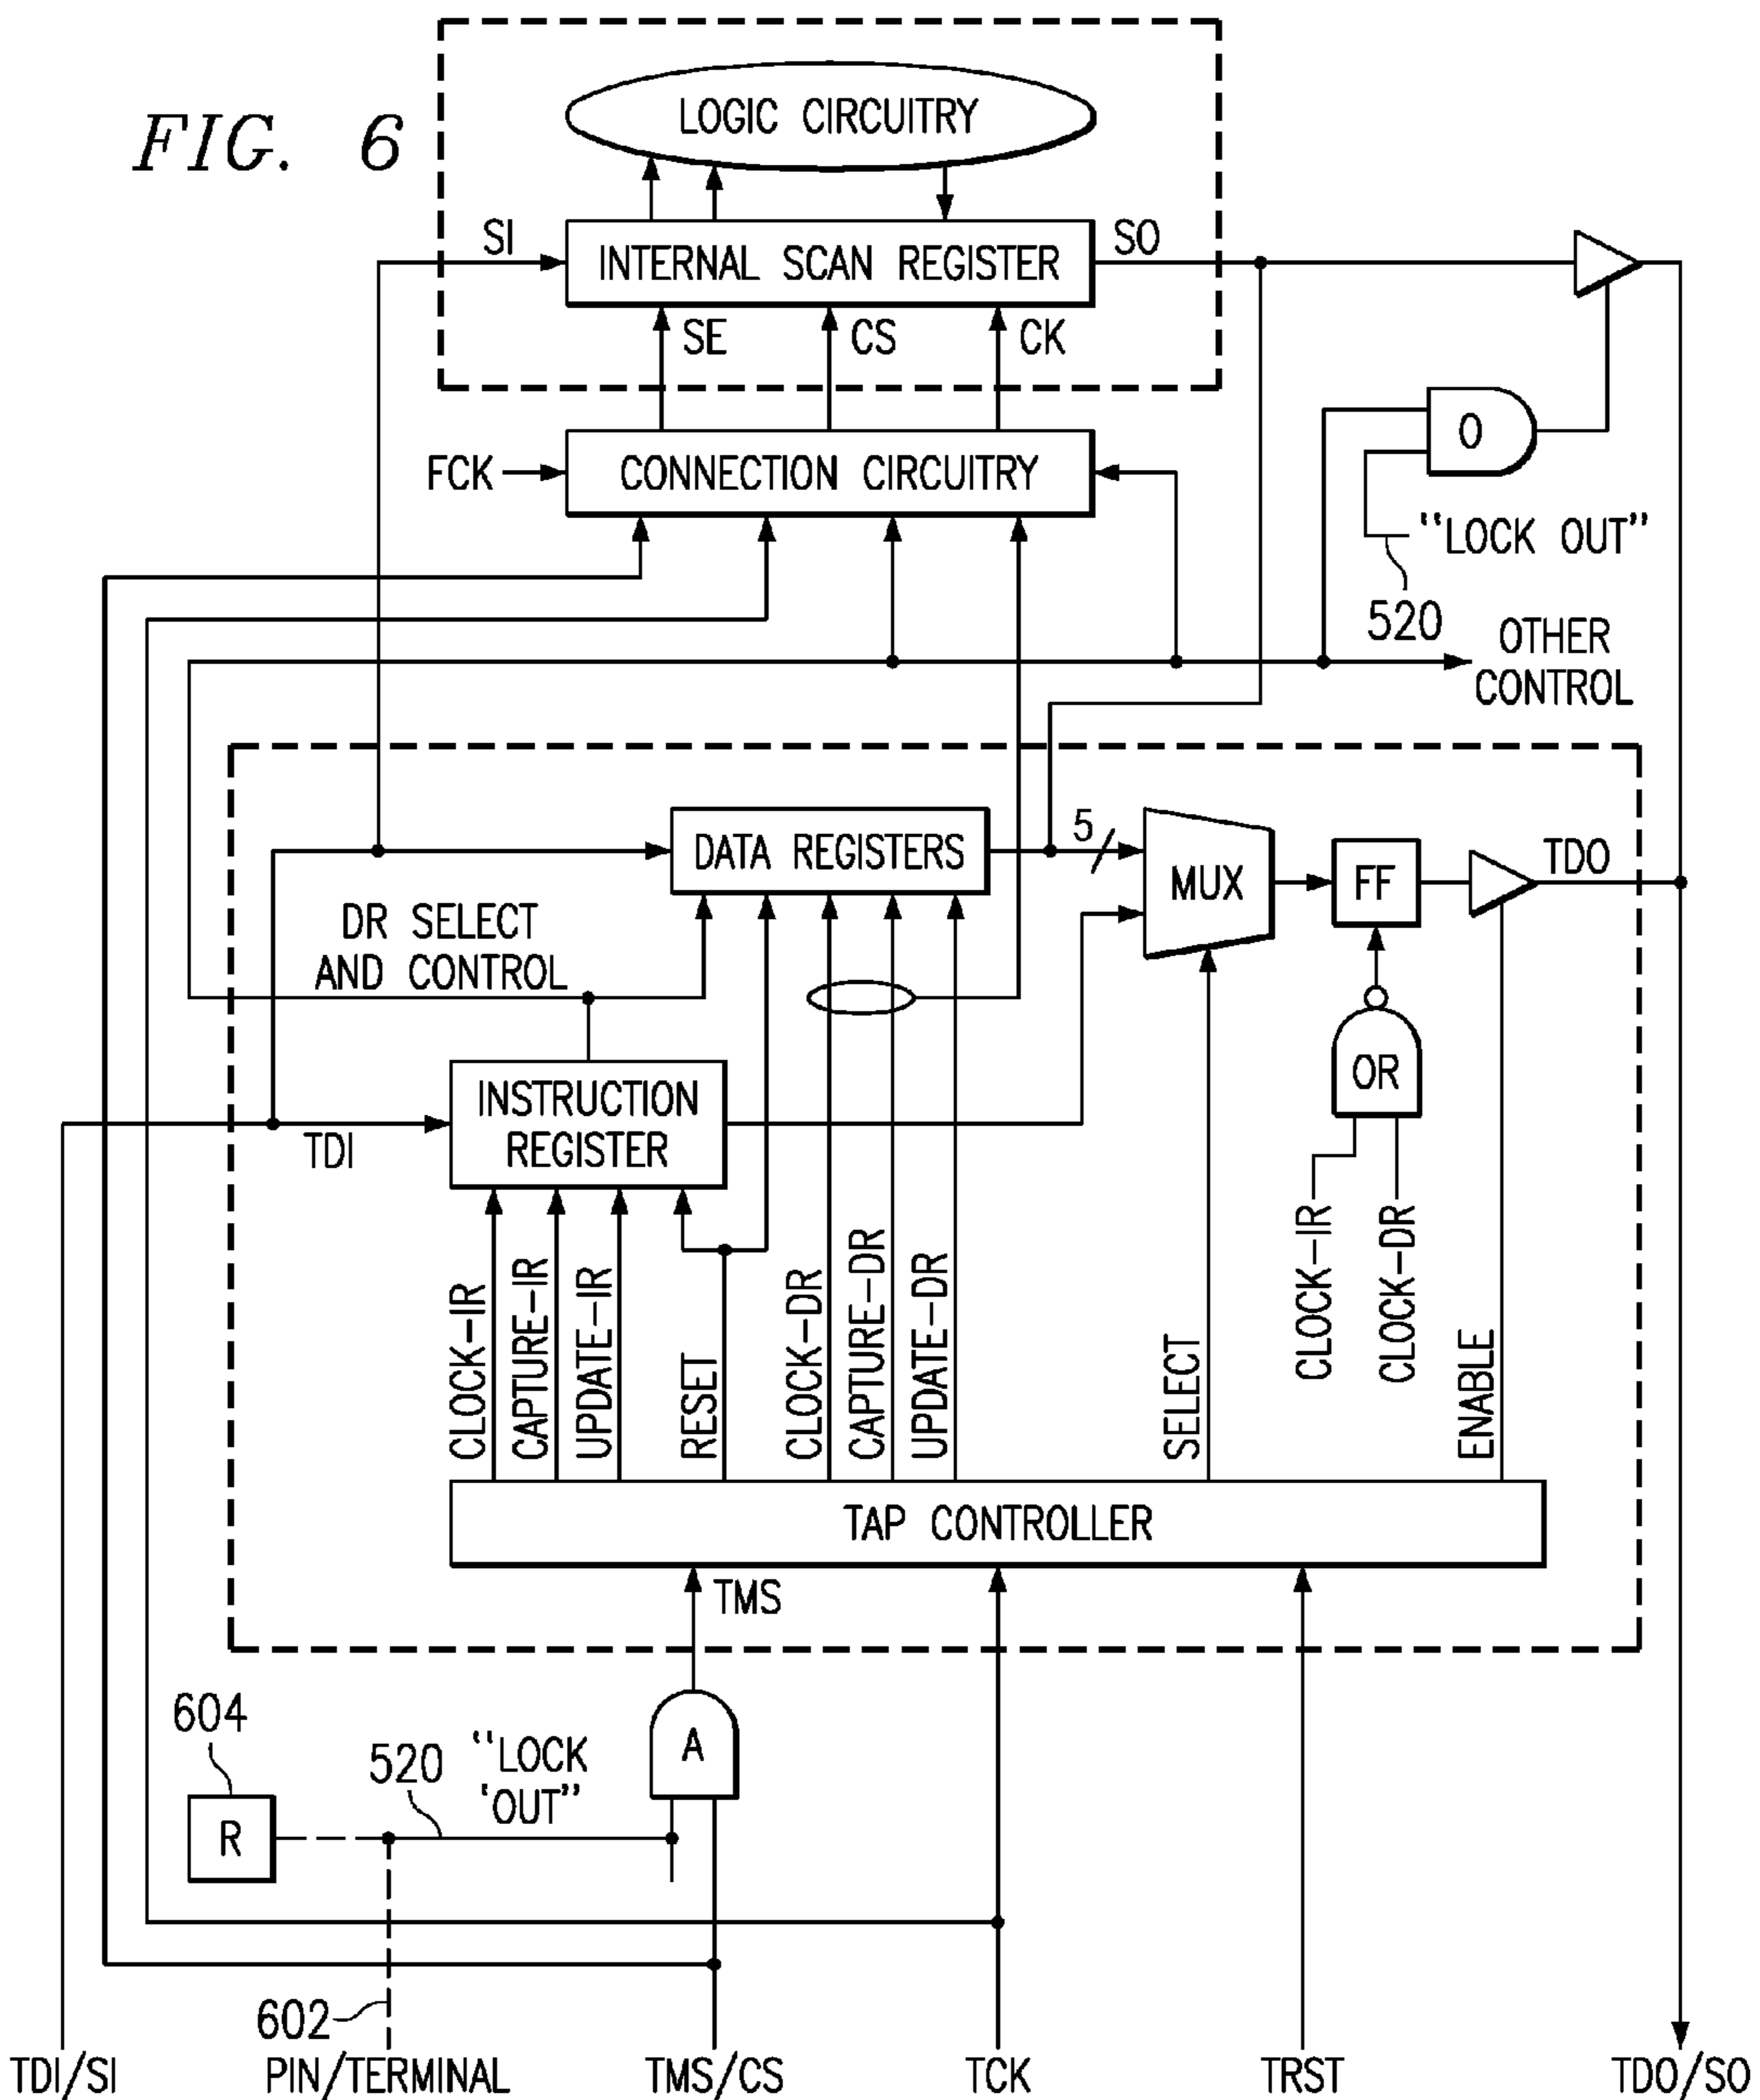 FIG. 6
LOGIC CIRCUITRY
SI
INTERNAL SCAN REGISTER
SO
SE
CS
CK
FCK
CONNECTION CIRCUITRY
O
"LOCK OUT"
520
OTHER
CONTROL
DATA REGISTERS
5
MUX
FF
TDO
DR SELECT
AND CONTROL
OR
INSTRUCTION
REGISTER
TDI
CLOCK-IR
CAPTURE-IR
UPDATE-IR
RESET
CLOCK-DR
CAPTURE-DR
UPDATE-DR
SELECT
CLOCK-IR
CLOCK-DR
ENABLE
TAP CONTROLLER
TMS
604
R
520
"LOCK
'OUT"
A
602
TDI/SI
PIN/TERMINAL
TMS/CS
TCK
TRST
TDO/SO